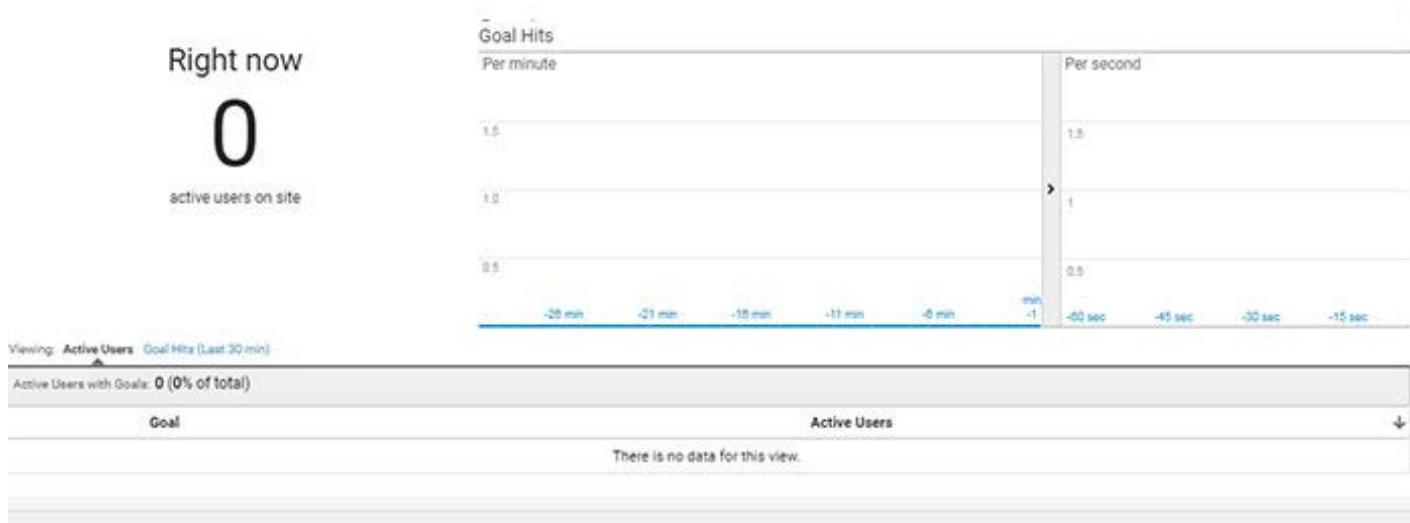 Right now
0
active users on site
Goal Hits
Per minute
1.5
1.0
0.5
-26 min -21 min -16 min -11 min -6 min min -1
Per second
1.5
1
0.5
-60 sec -45 sec -30 sec -15 sec
Viewing: Active Users Goal Hits (Last 30 min)
Active Users with Goals: 0 (0% of total)
Goal Active Users
There is no data for this view.